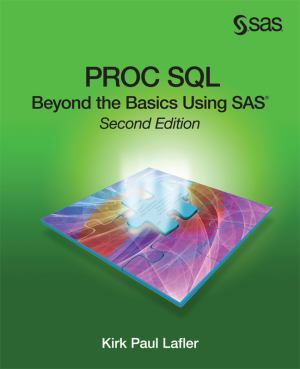 sas
PROC SQL
Beyond the Basics Using SAS®
Second Edition
Kirk Paul Lafler